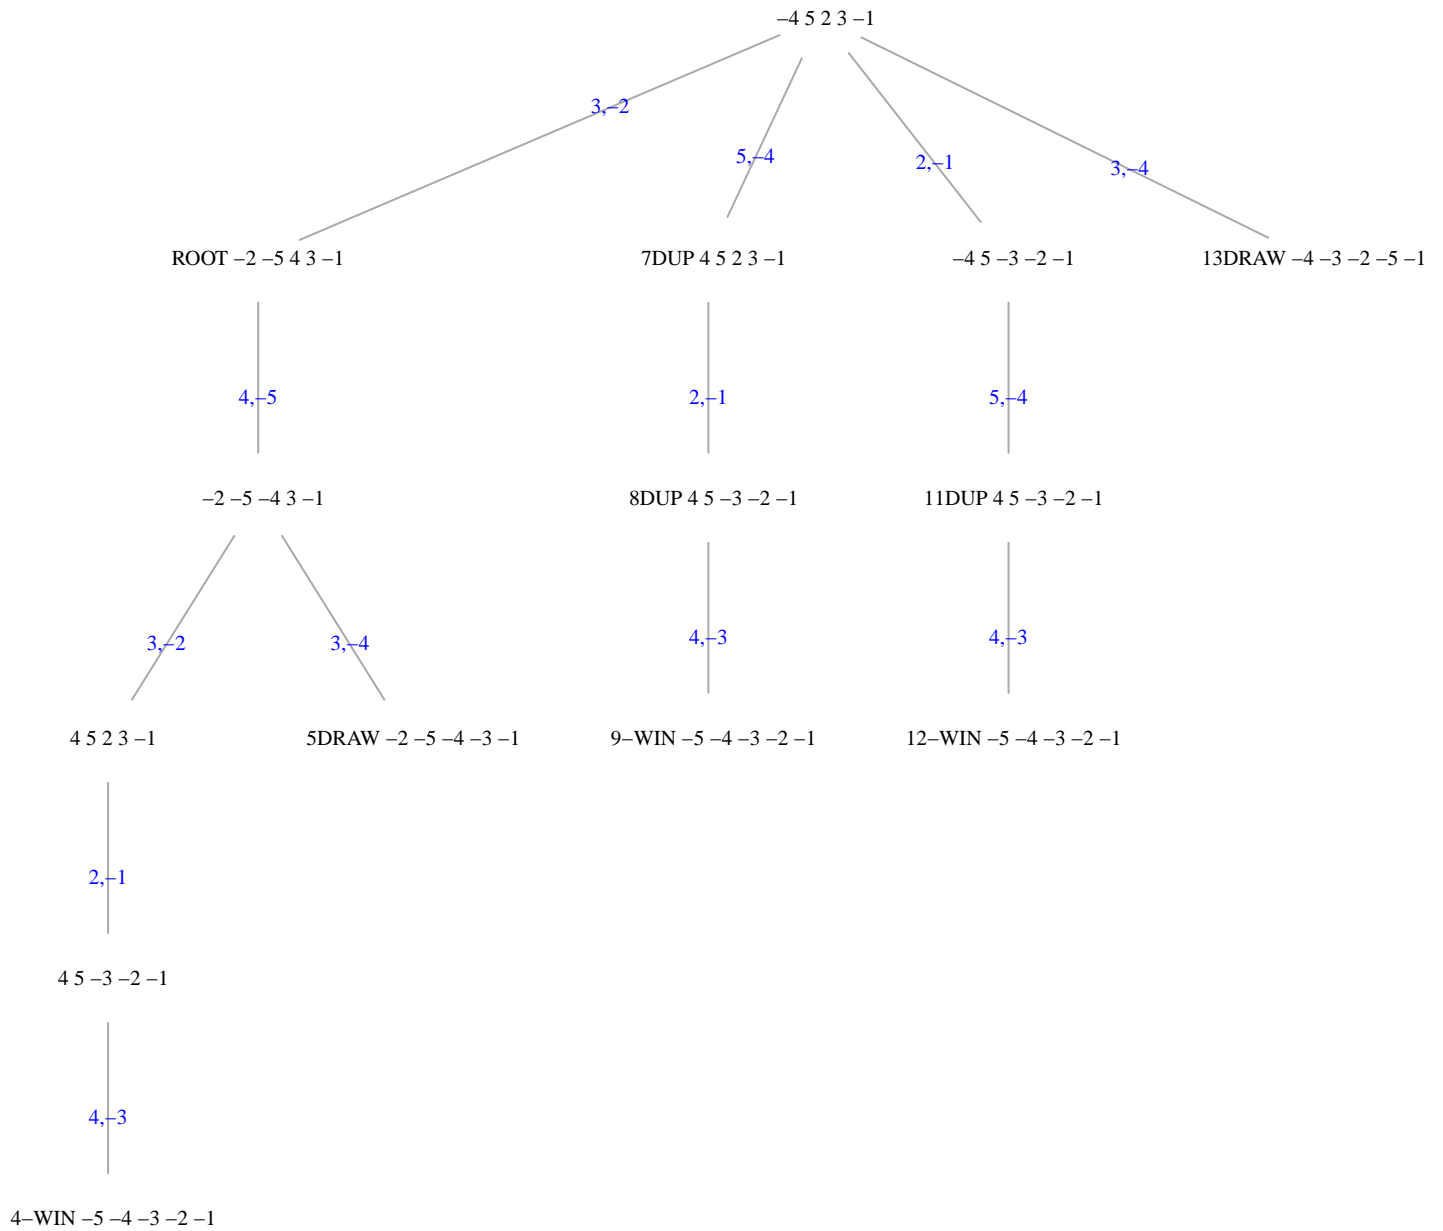 −4 5 2 3 −1
3,−2
5,−4
2,−1
3,−4
ROOT −2 −5 4 3 −1
7DUP 4 5 2 3 −1
−4 5 −3 −2 −1
13DRAW −4 −3 −2 −5 −1
4,−5
2,−1
5,−4
−2 −5 −4 3 −1
8DUP 4 5 −3 −2 −1
11DUP 4 5 −3 −2 −1
3,−2
3,−4
4,−3
4,−3
4 5 2 3 −1
5DRAW −2 −5 −4 −3 −1
9−WIN −5 −4 −3 −2 −1
12−WIN −5 −4 −3 −2 −1
2,−1
4 5 −3 −2 −1
4,−3
4−WIN −5 −4 −3 −2 −1